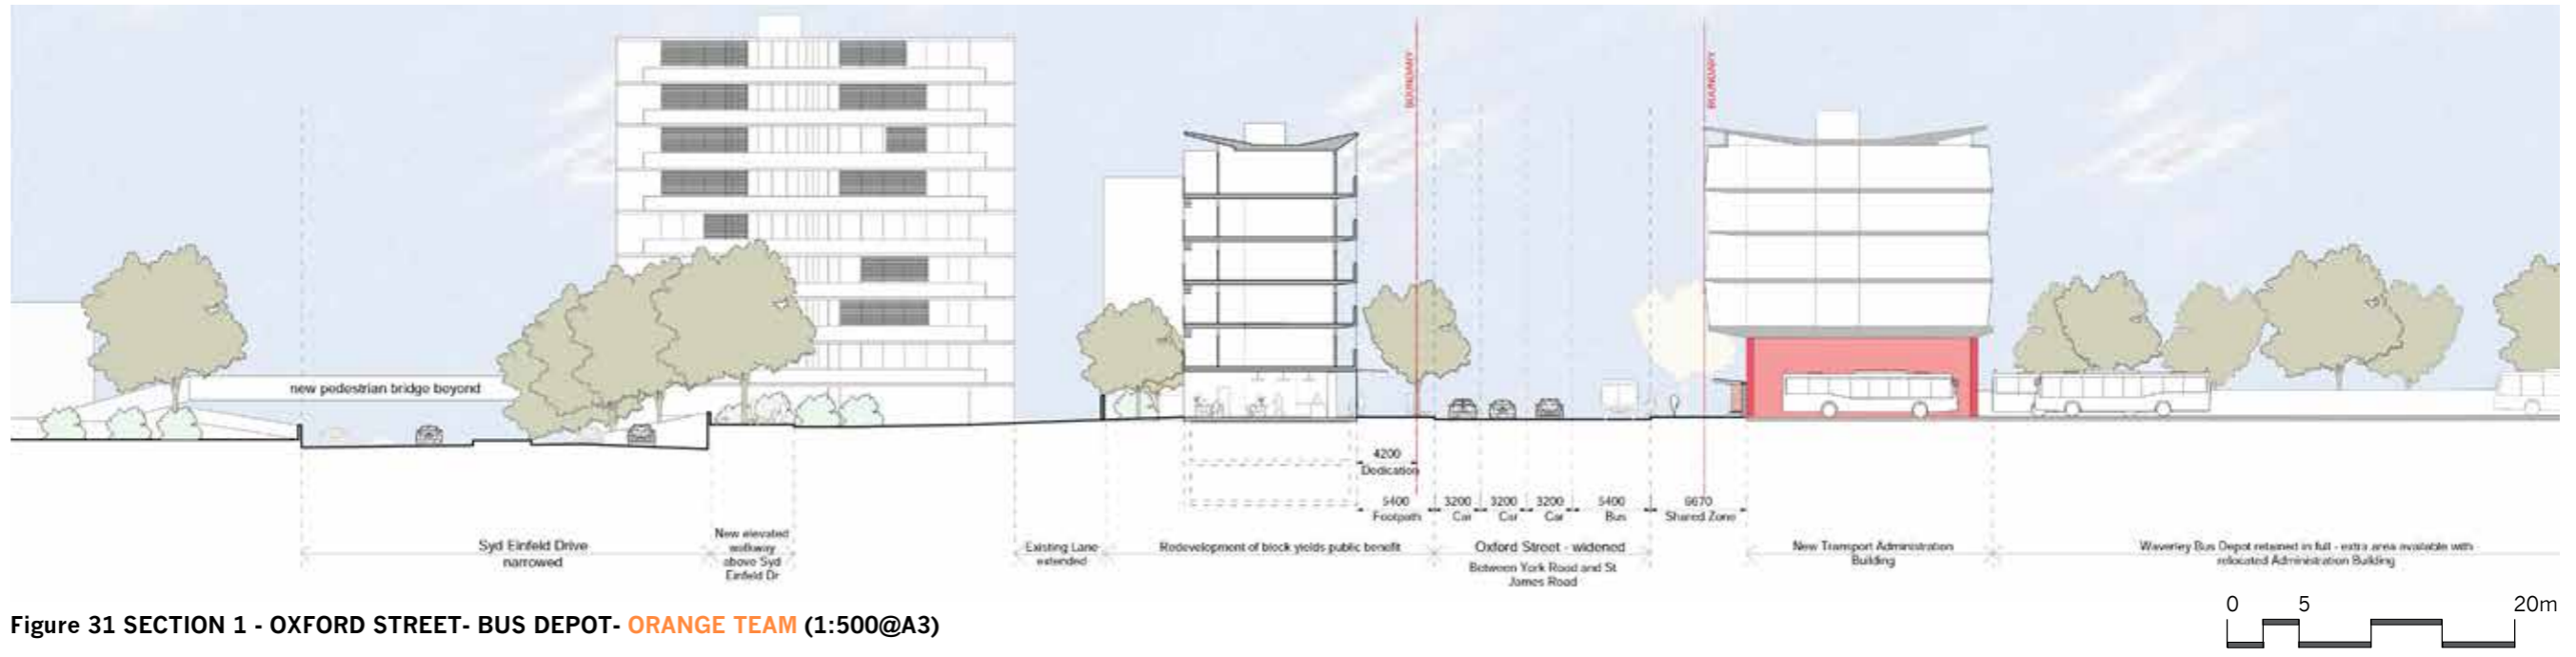 BOUNDARY
BOUNDARY
new pedestrian bridge beyond
4200
Dedication
5400
3200
3200
3200
5400
6670
Footpath
Car
Car
Car
Bus
Shared Zone
Syd Einfeld Drive
narrowed
New elevated
walkway
above Syd
Einfeld Dr
Existing Lane
extended
Redevelopment of block yields public benefit
Oxford Street - widened
Between York Road and St
James Road
New Transport Administration
Building
Waverley Bus Depot retained in full - extra area available with
relocated Administration Building
0 5 20m
Figure 31 SECTION 1 - OXFORD STREET- BUS DEPOT- ORANGE TEAM (1:500@A3)